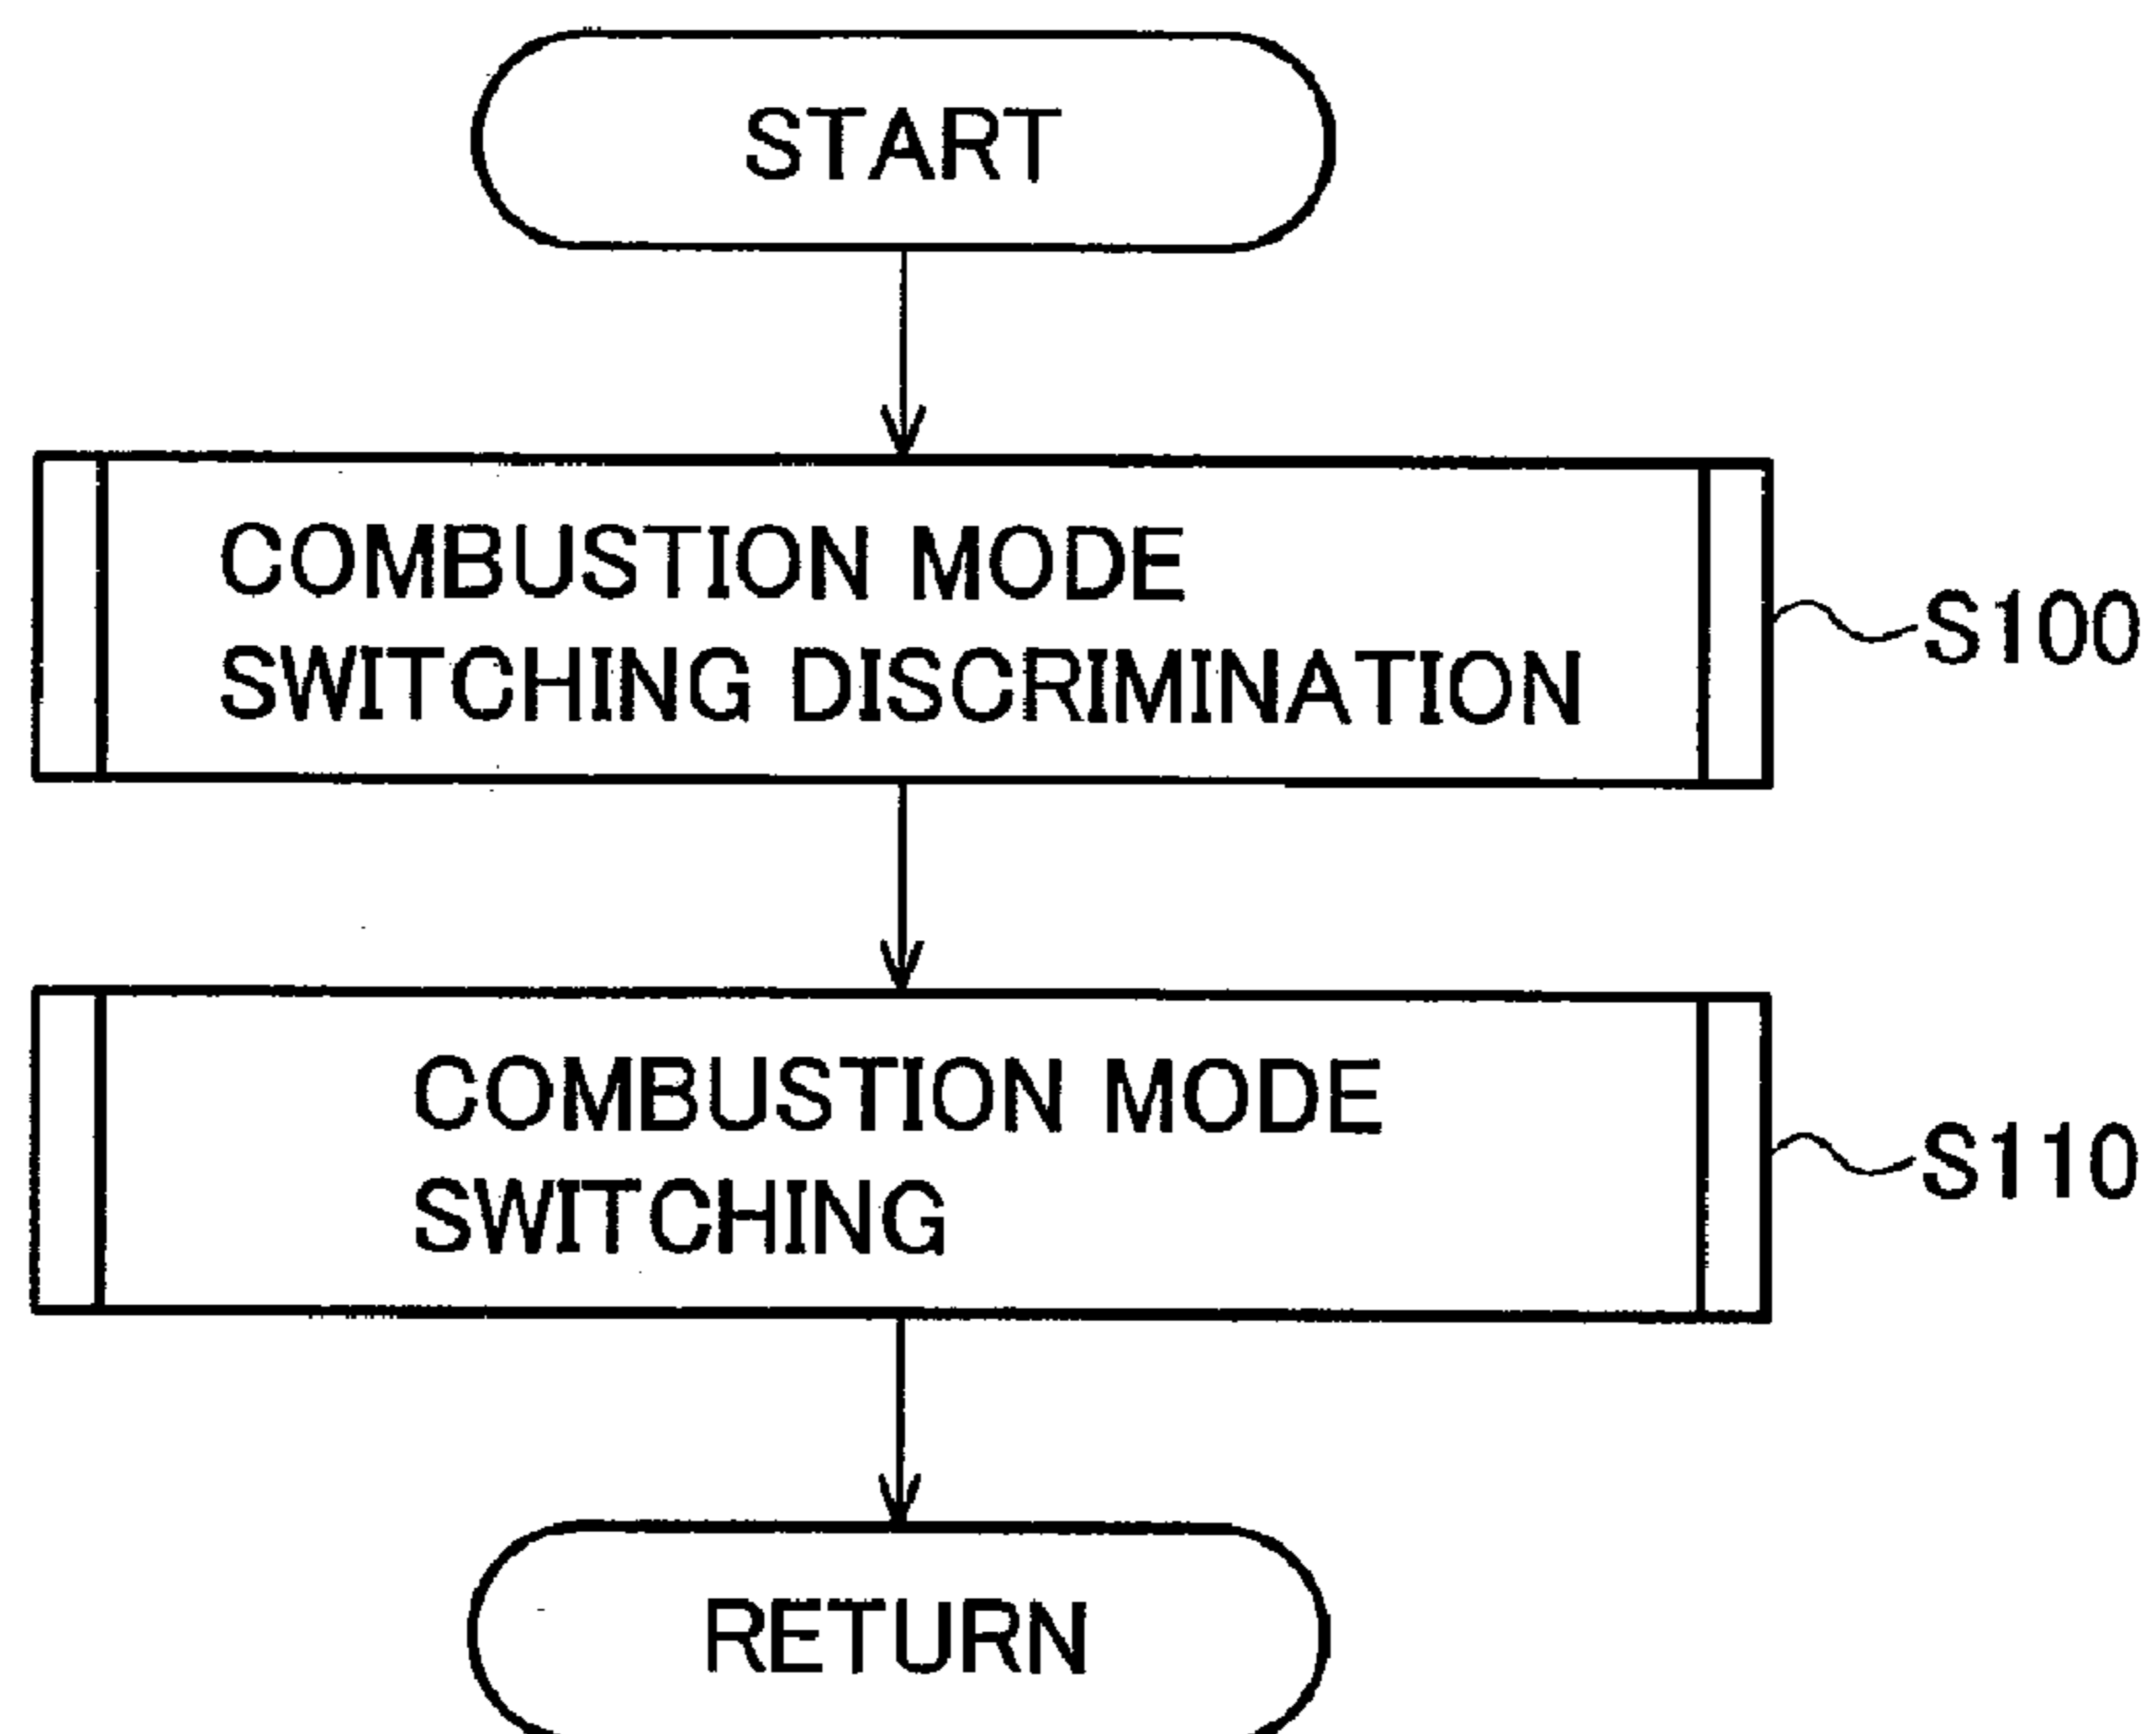 START
COMBUSTION MODE
SWITCHING DISCRIMINATION
S100
COMBUSTION MODE
SWITCHING
S110
RETURN